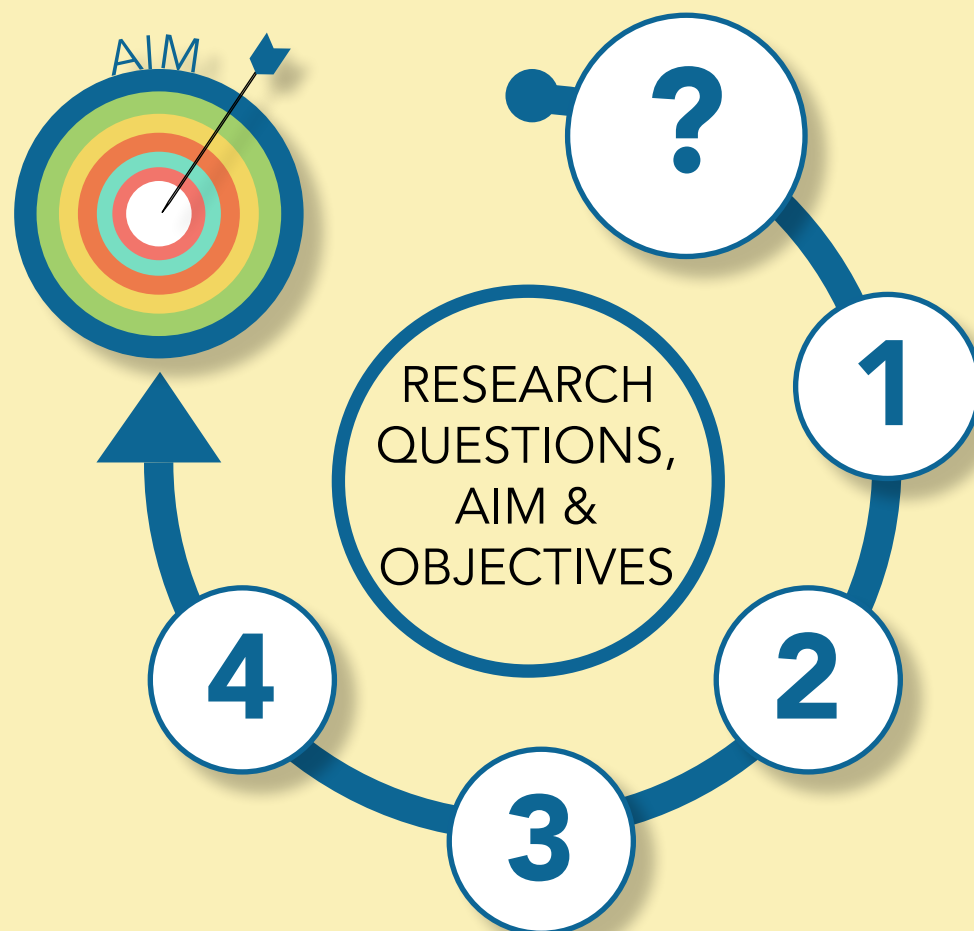 AIM
?
1
RESEARCH
QUESTIONS,
AIM &
OBJECTIVES
2
3
4